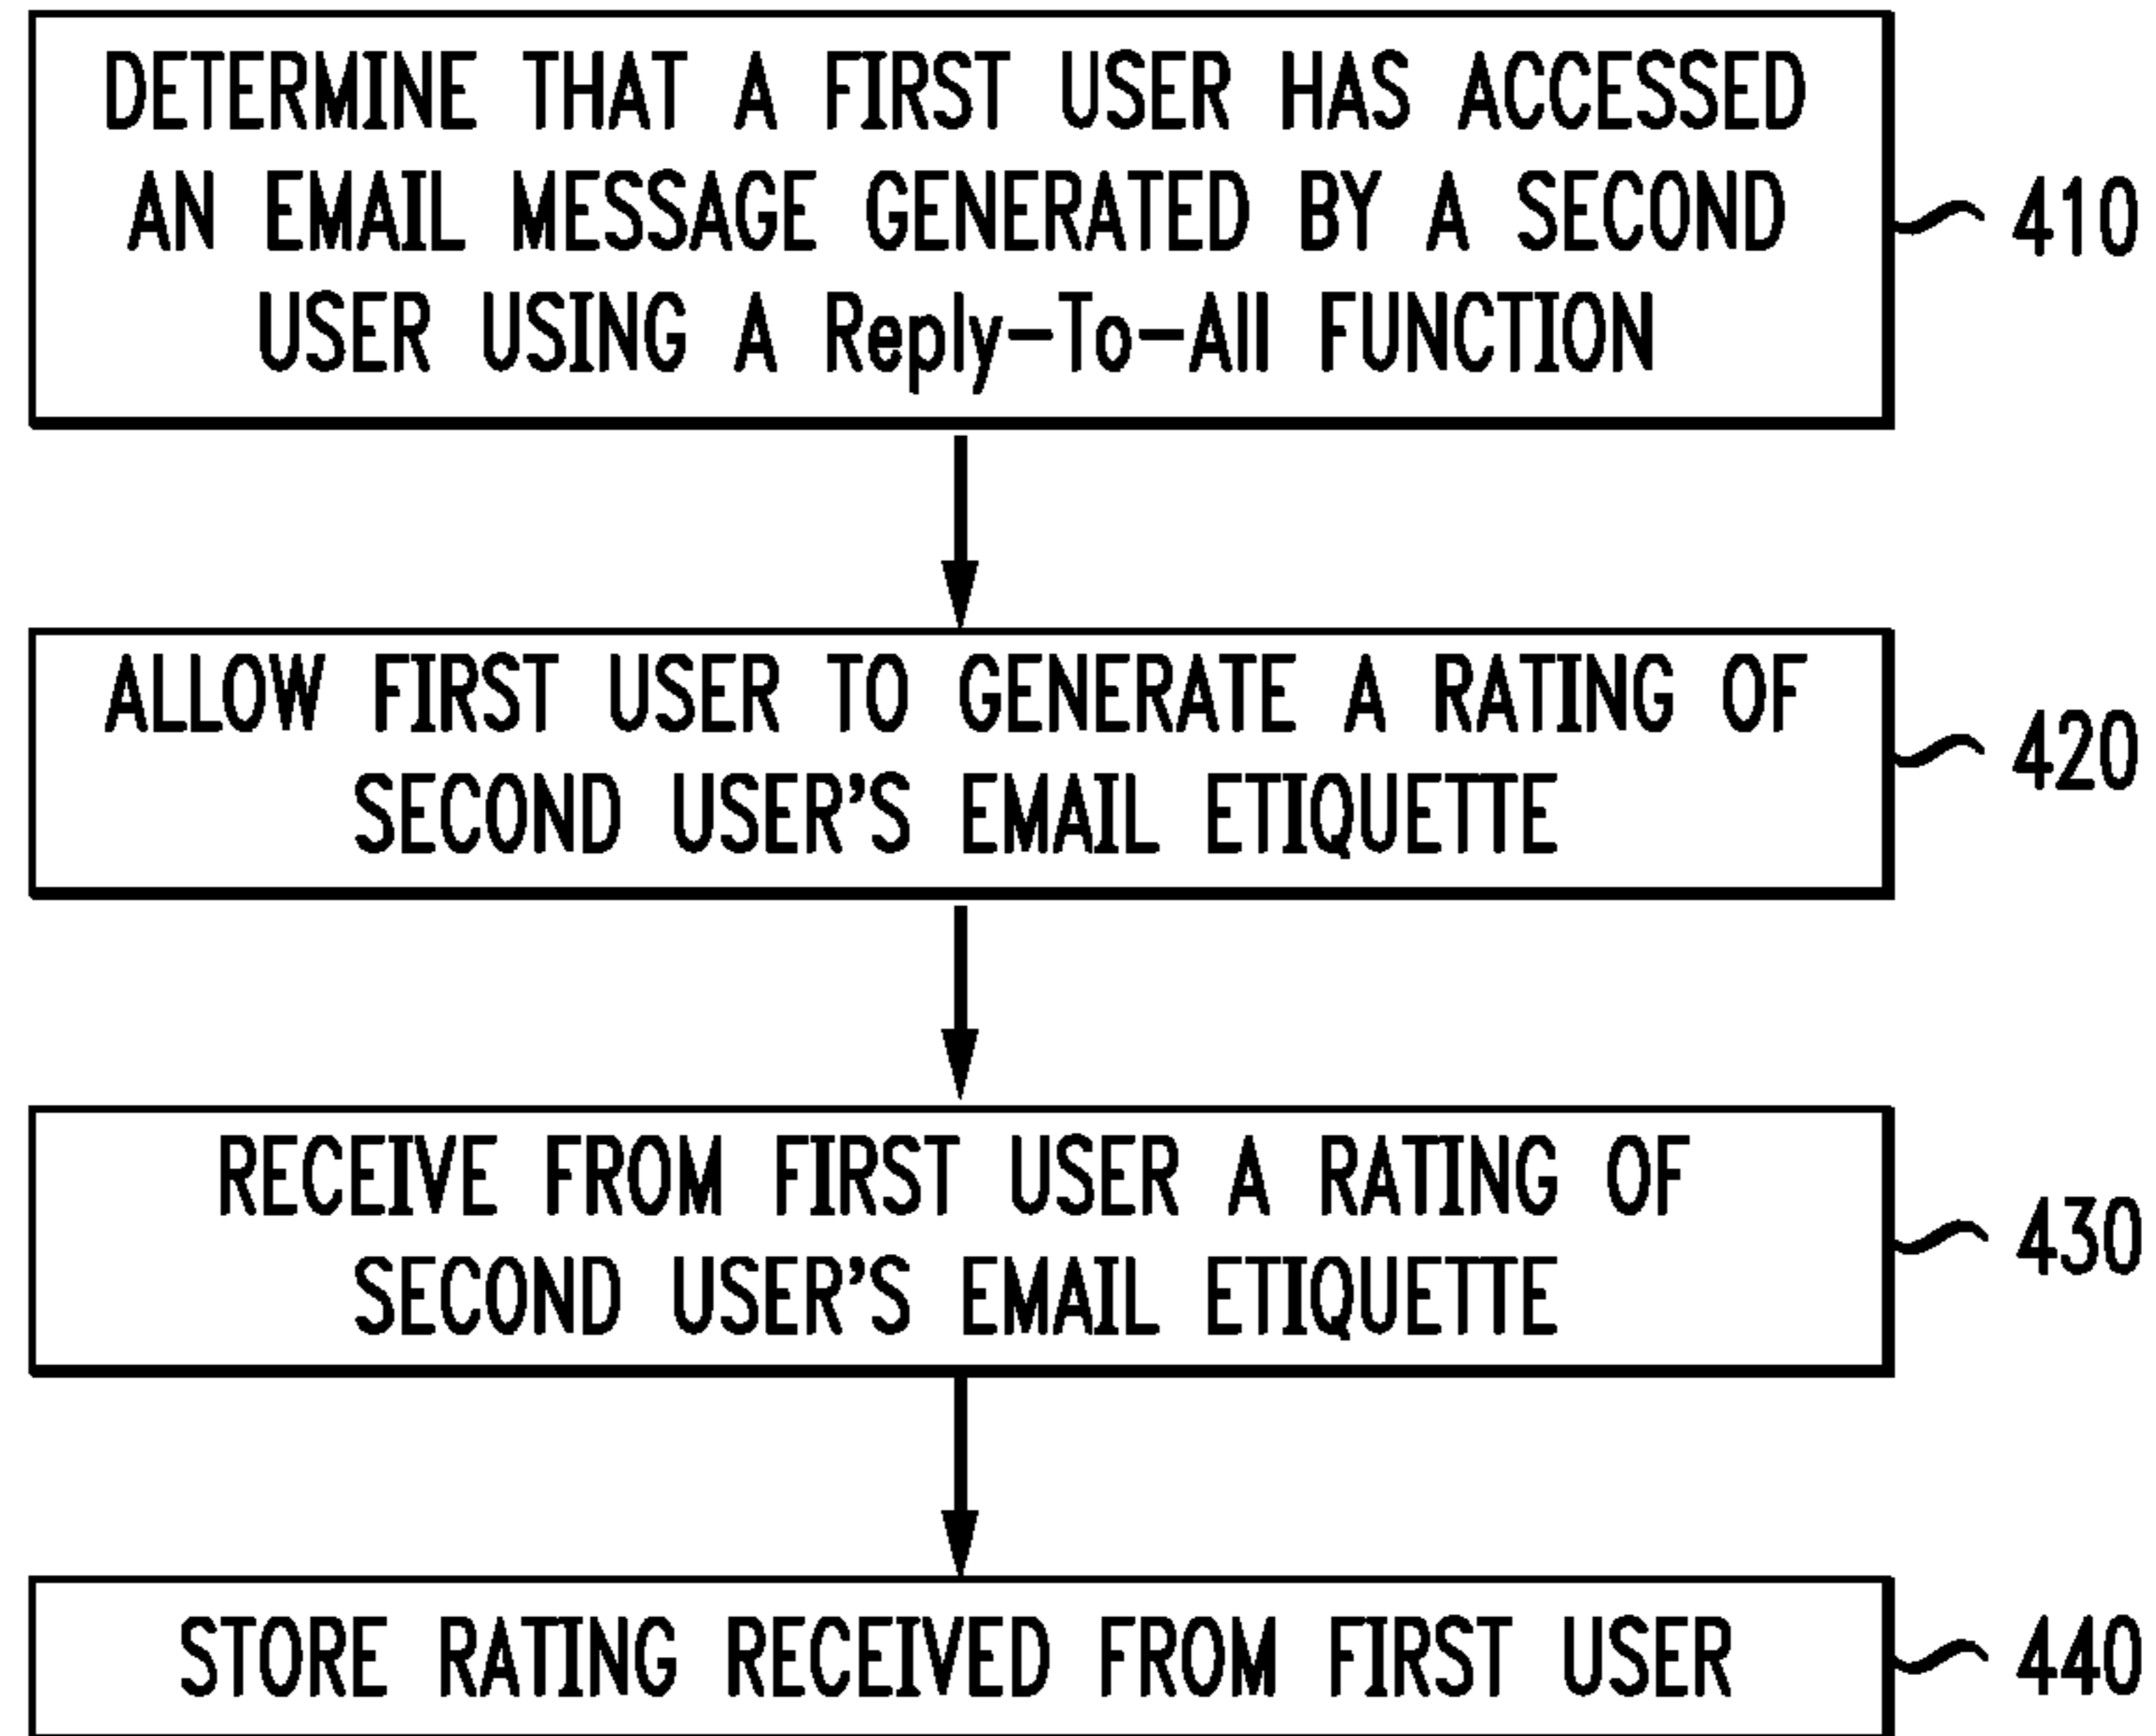 DETERMINE THAT A FIRST USER HAS ACCESSED
AN EMAIL MESSAGE GENERATED BY A SECOND
USER USING A Reply-To-All FUNCTION
410
ALLOW FIRST USER TO GENERATE A RATING OF
SECOND USER'S EMAIL ETIQUETTE
420
RECEIVE FROM FIRST USER A RATING OF
SECOND USER'S EMAIL ETIQUETTE
430
STORE RATING RECEIVED FROM FIRST USER
440